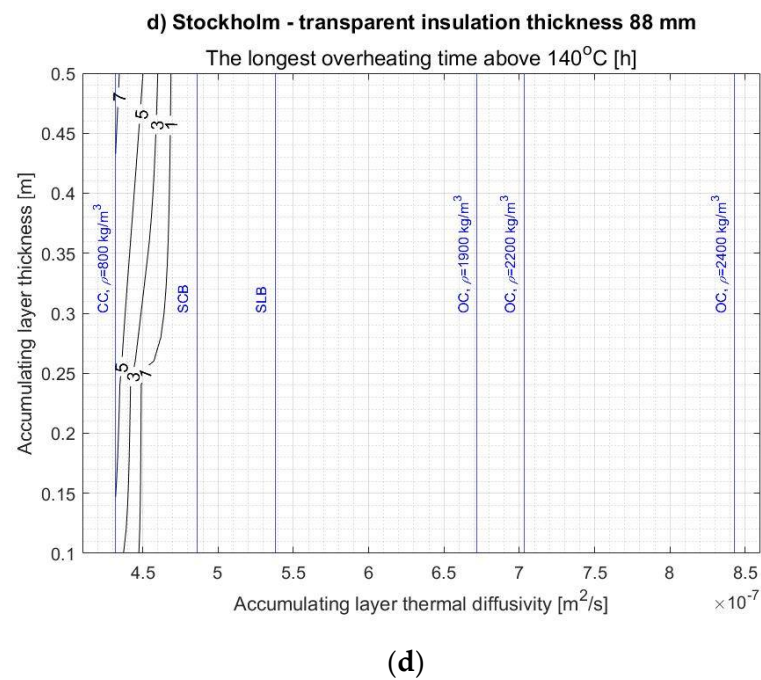 d) Stockholm - transparent insulation thickness 88 mm
The longest overheating time above 140°C [h]
0.5
0.45
0.4
0.35
0.3
0.25
0.2
0.15
0.1
Accumulating layer thickness [m]
7
5
3
1
5
3
1
CC, ρ=800 kg/m³
SCB
SLB
OC, ρ=1900 kg/m³
OC, ρ=2200 kg/m³
OC, ρ=2400 kg/m³
4.5 5 5.5 6 6.5 7 7.5 8 8.5
×10⁻⁷
Accumulating layer thermal diffusivity [m²/s]
(d)